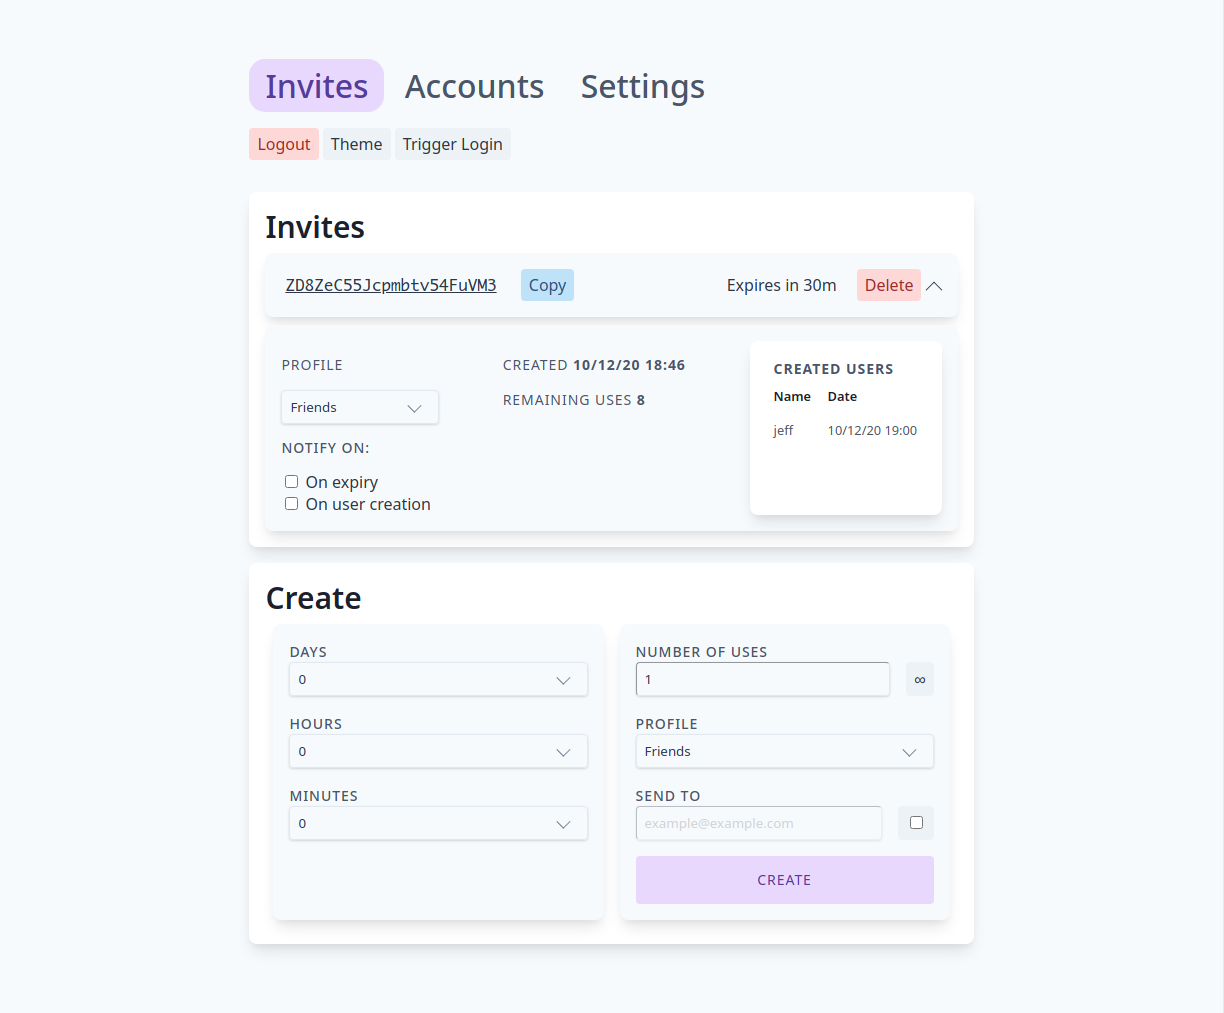 Invites Accounts Settings
Logout Theme Trigger Login
Invites
ZD8ZeC55Jcpmbtv54FuVM3 Copy Expires in 30m Delete
PROFILE
Friends
NOTIFY ON:
On expiry
On user creation
CREATED 10/12/20 18:46
REMAINING USES 8
CREATED USERS
Name Date
jeff 10/12/20 19:00
Create
DAYS
0
HOURS
0
MINUTES
0
NUMBER OF USES
1 ∞
PROFILE
Friends
SEND TO
example@example.com
CREATE